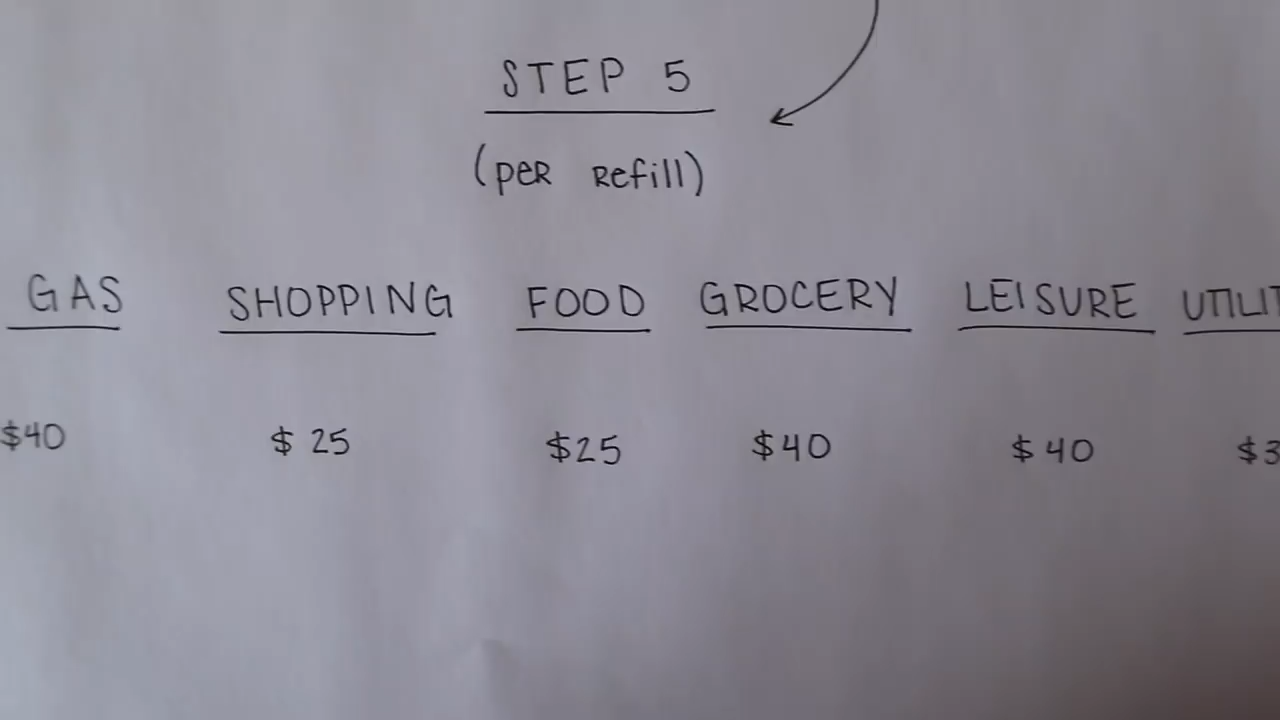 STEP 5
(PER Refill)
GAS SHOPPING FOOD GROCERY LEISURE
$40 $ 25 $25 $40 $ 40